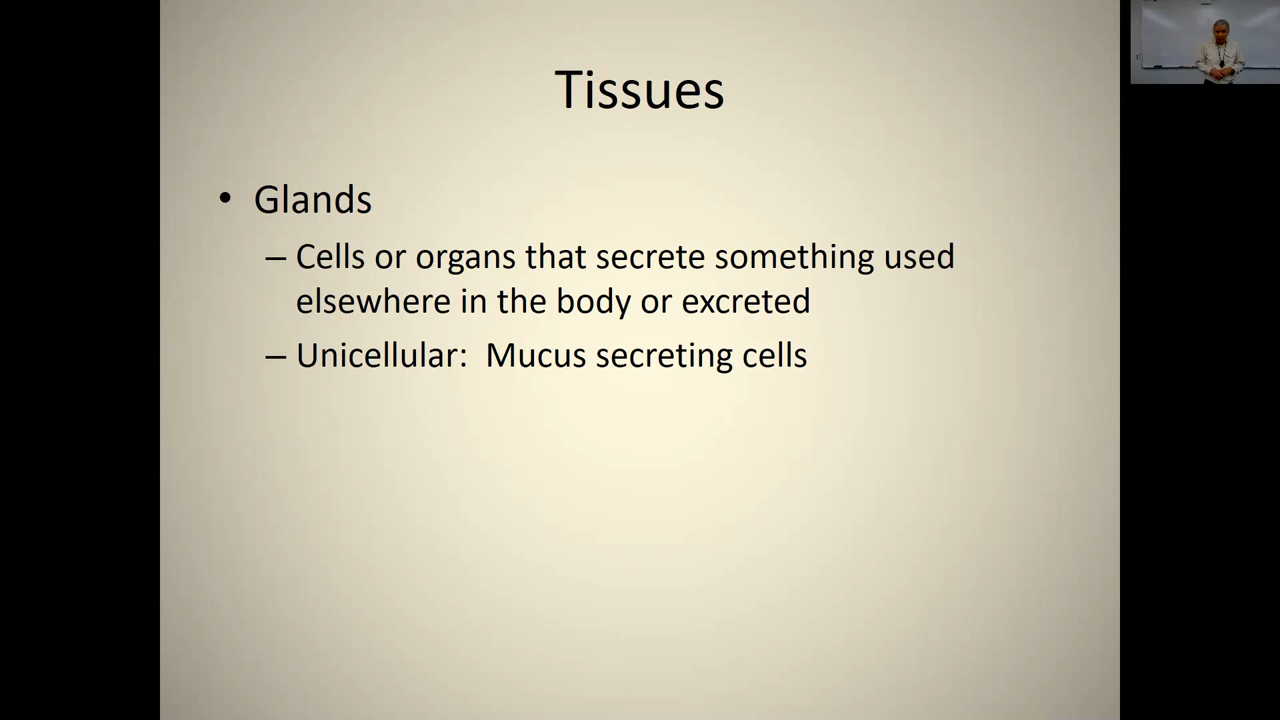 Tissues
• Glands
– Cells or organs that secrete something used
elsewhere in the body or excreted
– Unicellular:  Mucus secreting cells